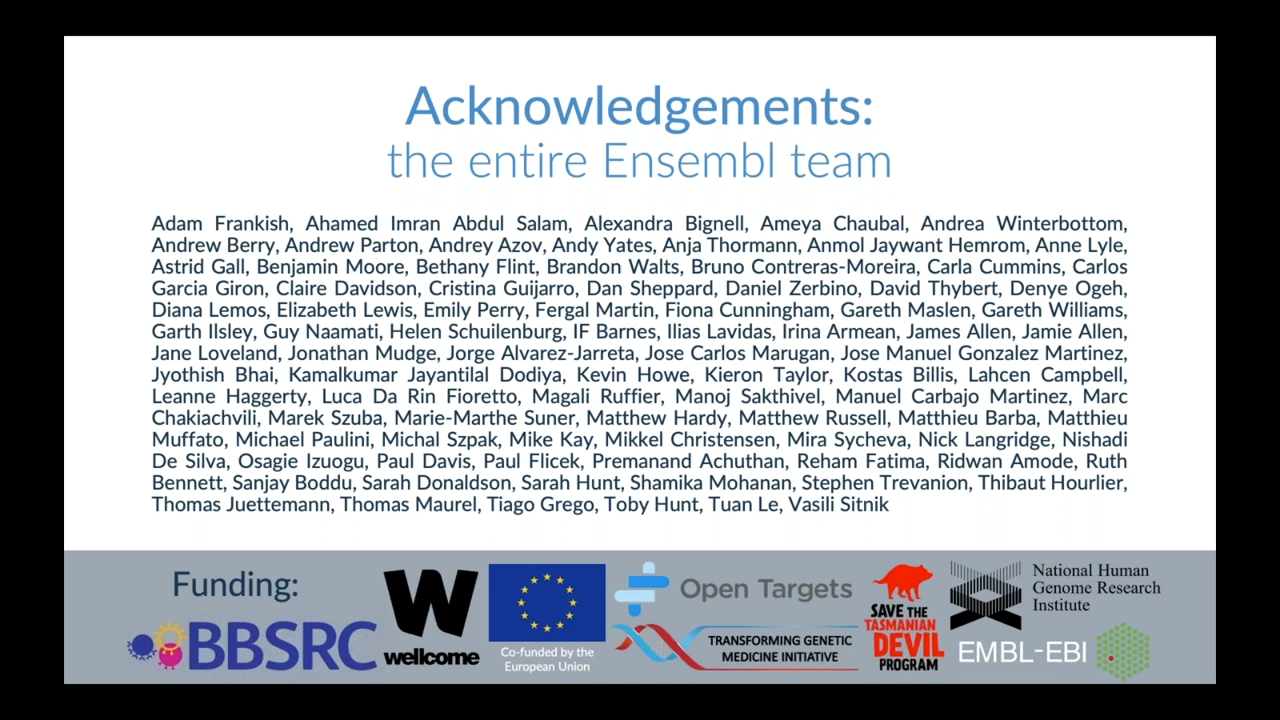 Acknowledgements:
the entire Ensembl team
Adam Frankish, Ahamed Imran Abdul Salam, Alexandra Bignell, Ameya Chaubal, Andrea Winterbottom,
Andrew Berry, Andrew Parton, Andrey Azov, Andy Yates, Anja Thormann, Anmol Jaywant Hemrom, Anne Lyle,
Astrid Gall, Benjamin Moore, Bethany Flint, Brandon Walts, Bruno Contreras-Moreira, Carla Cummins, Carlos
Garcia Giron, Claire Davidson, Cristina Guijarro, Dan Sheppard, Daniel Zerbino, David Thybert, Denye Ogeh,
Diana Lemos, Elizabeth Lewis, Emily Perry, Fergal Martin, Fiona Cunningham, Gareth Maslen, Gareth Williams,
Garth Ilsley, Guy Naamati, Helen Schuilenburg, IF Barnes, Ilias Lavidas, Irina Armean, James Allen, Jamie Allen,
Jane Loveland, Jonathan Mudge, Jorge Alvarez-Jarreta, Jose Carlos Marugan, Jose Manuel Gonzalez Martinez,
Jyothish Bhai, Kamalkumar Jayantilal Dodiya, Kevin Howe, Kieron Taylor, Kostas Billis, Lahcen Campbell,
Leanne Haggerty, Luca Da Rin Fioretto, Magali Ruffier, Manoj Sakthivel, Manuel Carbajo Martinez, Marc
Chakiachvili, Marek Szuba, Marie-Marthe Suner, Matthew Hardy, Matthew Russell, Matthieu Barba, Matthieu
Muffato, Michael Paulini, Michal Szpak, Mike Kay, Mikkel Christensen, Mira Sycheva, Nick Langridge, Nishadi
De Silva, Osagie Izuogu, Paul Davis, Paul Flicek, Premanand Achuthan, Reham Fatima, Ridwan Amode, Ruth
Bennett, Sanjay Boddu, Sarah Donaldson, Sarah Hunt, Shamika Mohanan, Stephen Trevanion, Thibaut Hourlier,
Thomas Juettemann, Thomas Maurel, Tiago Grego, Toby Hunt, Tuan Le, Vasili Sitnik
Funding:
BBSRC
W
wellcome
Co-funded by the
European Union
Open Targets
TRANSFORMING GENETIC
MEDICINE INITIATIVE
SAVE THE
TASMANIAN
DEVIL
PROGRAM
National Human
Genome Research
Institute
EMBL-EBI